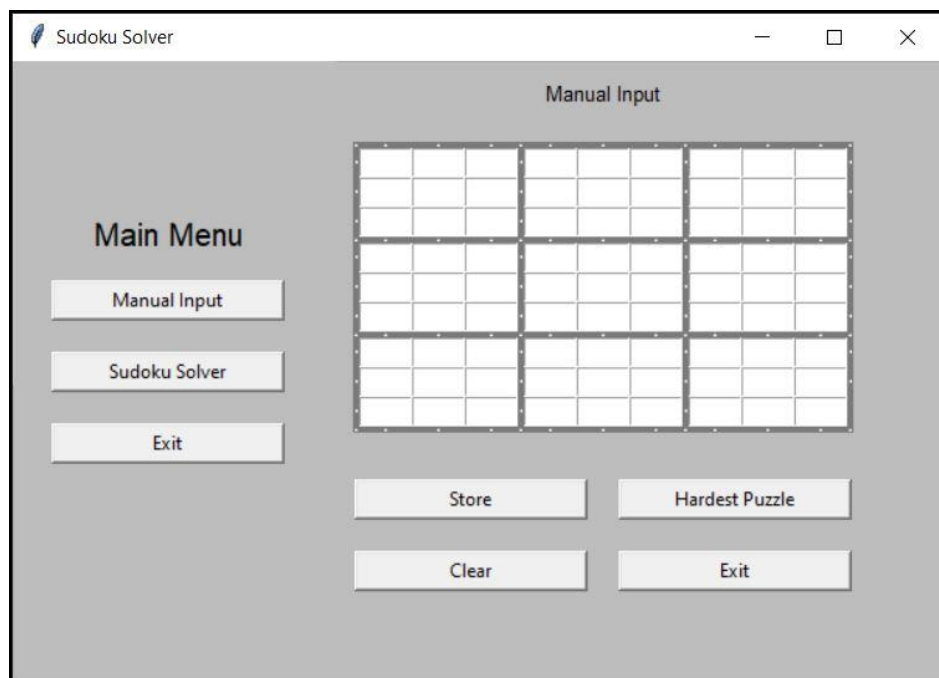 Sudoku Solver
Manual Input
Main Menu
Manual Input
Sudoku Solver
Exit
Store
Hardest Puzzle
Clear
Exit